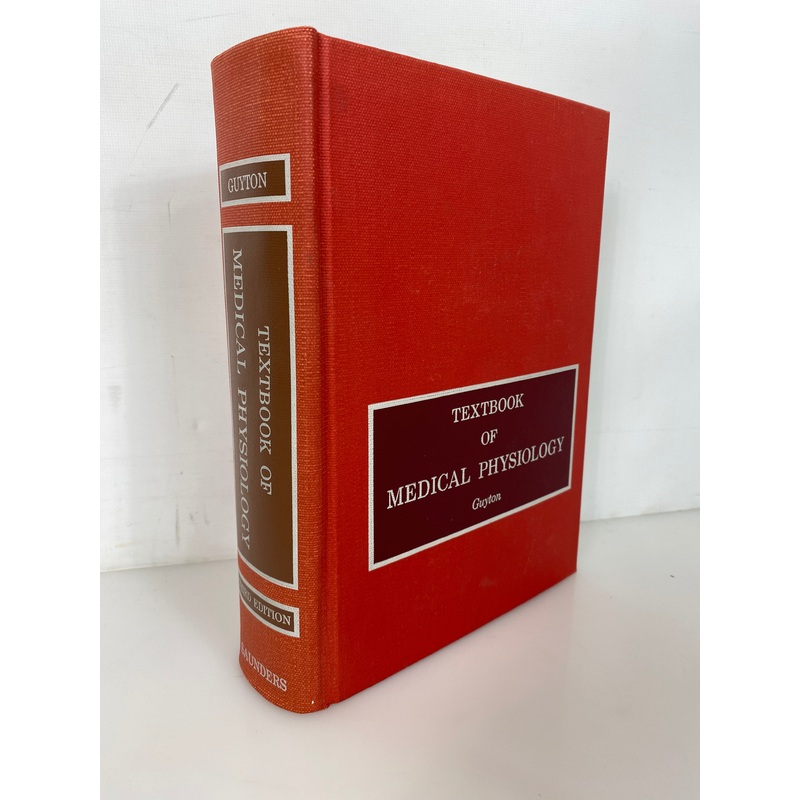 GUYTON
TEXTBOOK OF
MEDICAL PHYSIOLOGY
EDITION
SAUNDERS
TEXTBOOK
OF
MEDICAL PHYSIOLOGY
Guyton